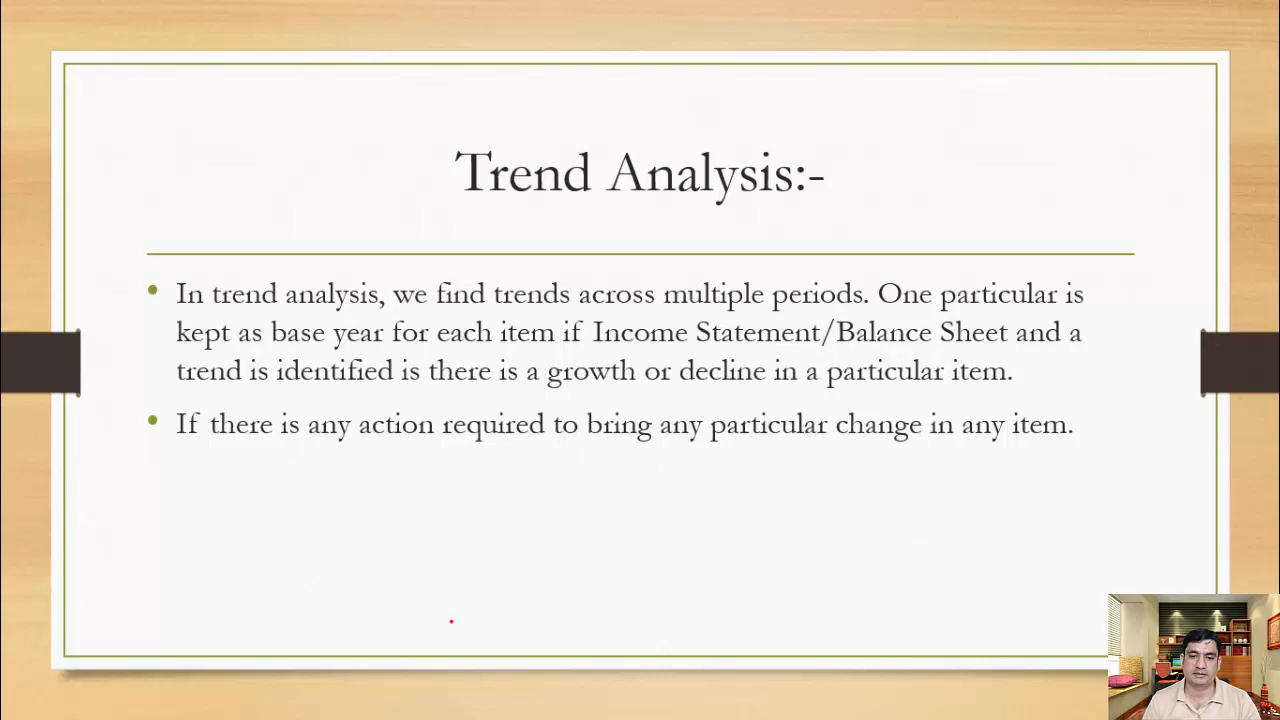 Trend Analysis:-
• In trend analysis, we find trends across multiple periods. One particular is
kept as base year for each item if Income Statement/Balance Sheet and a
trend is identified is there is a growth or decline in a particular item.
• If there is any action required to bring any particular change in any item.